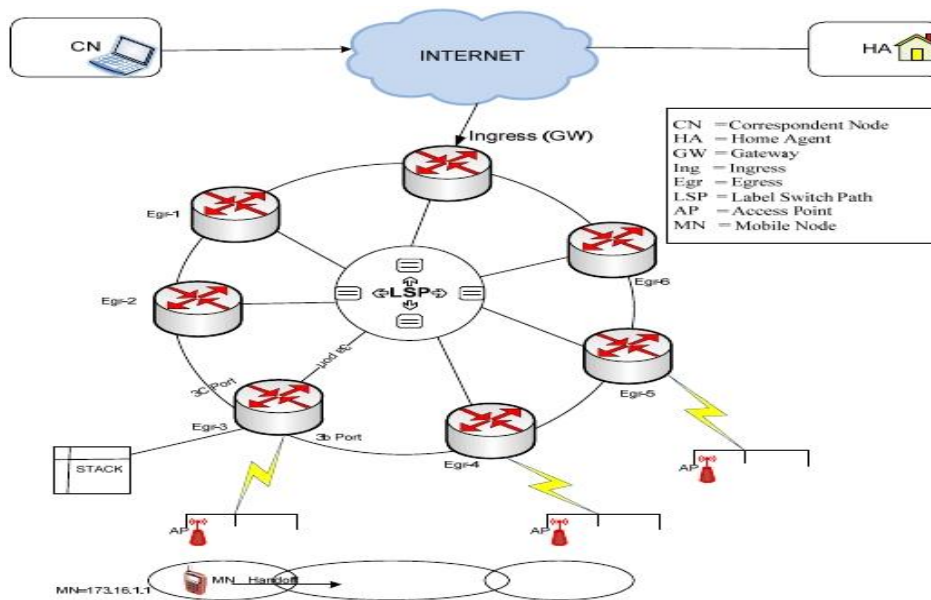 CN
INTERNET
HA
Ingress (GW)
CN =Correspondent Node
HA =Home Agent
GW =Gateway
Ing =Ingress
Egr =Egress
LSP =Label Switch Path
AP =Access Point
MN =Mobile Node
Egr-1
Egr-6
Egr-2
LSP
3a port
3C Port
Egr-5
Egr-3
3b Port
Egr-4
STACK
AP
AP
AP
MN Handoff
MN=173.16.1.1